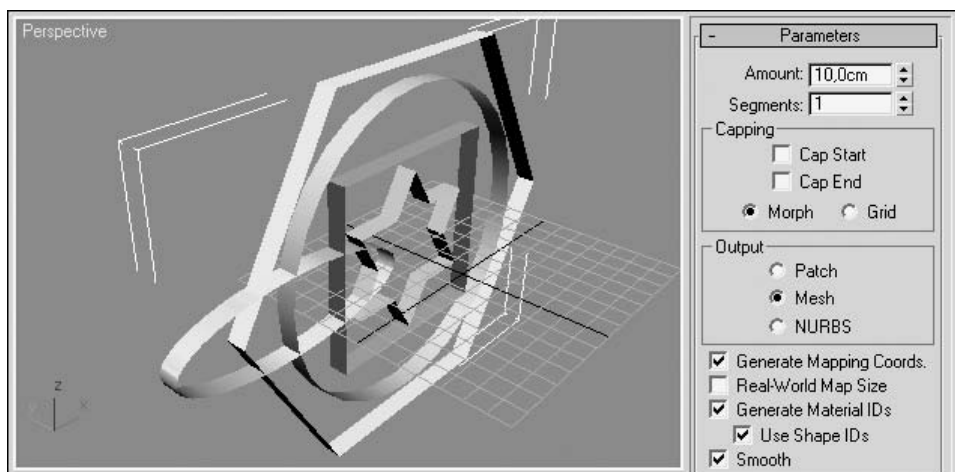 Perspective
z
x
- Parameters
Amount: 10,0cm
Segments: 1
Capping
Cap Start
Cap End
Morph Grid
Output
Patch
Mesh
NURBS
Generate Mapping Coords.
Real-World Map Size
Generate Material IDs
Use Shape IDs
Smooth